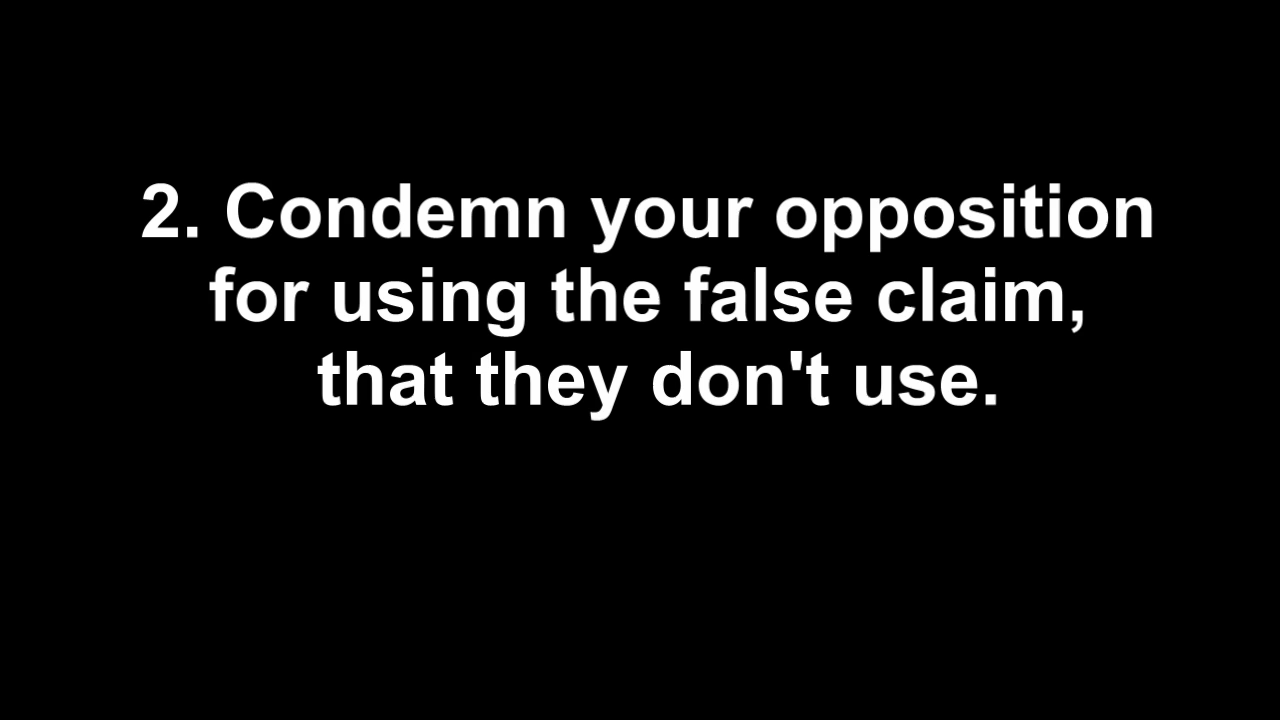 2. Condemn your opposition
for using the false claim,
that they don't use.